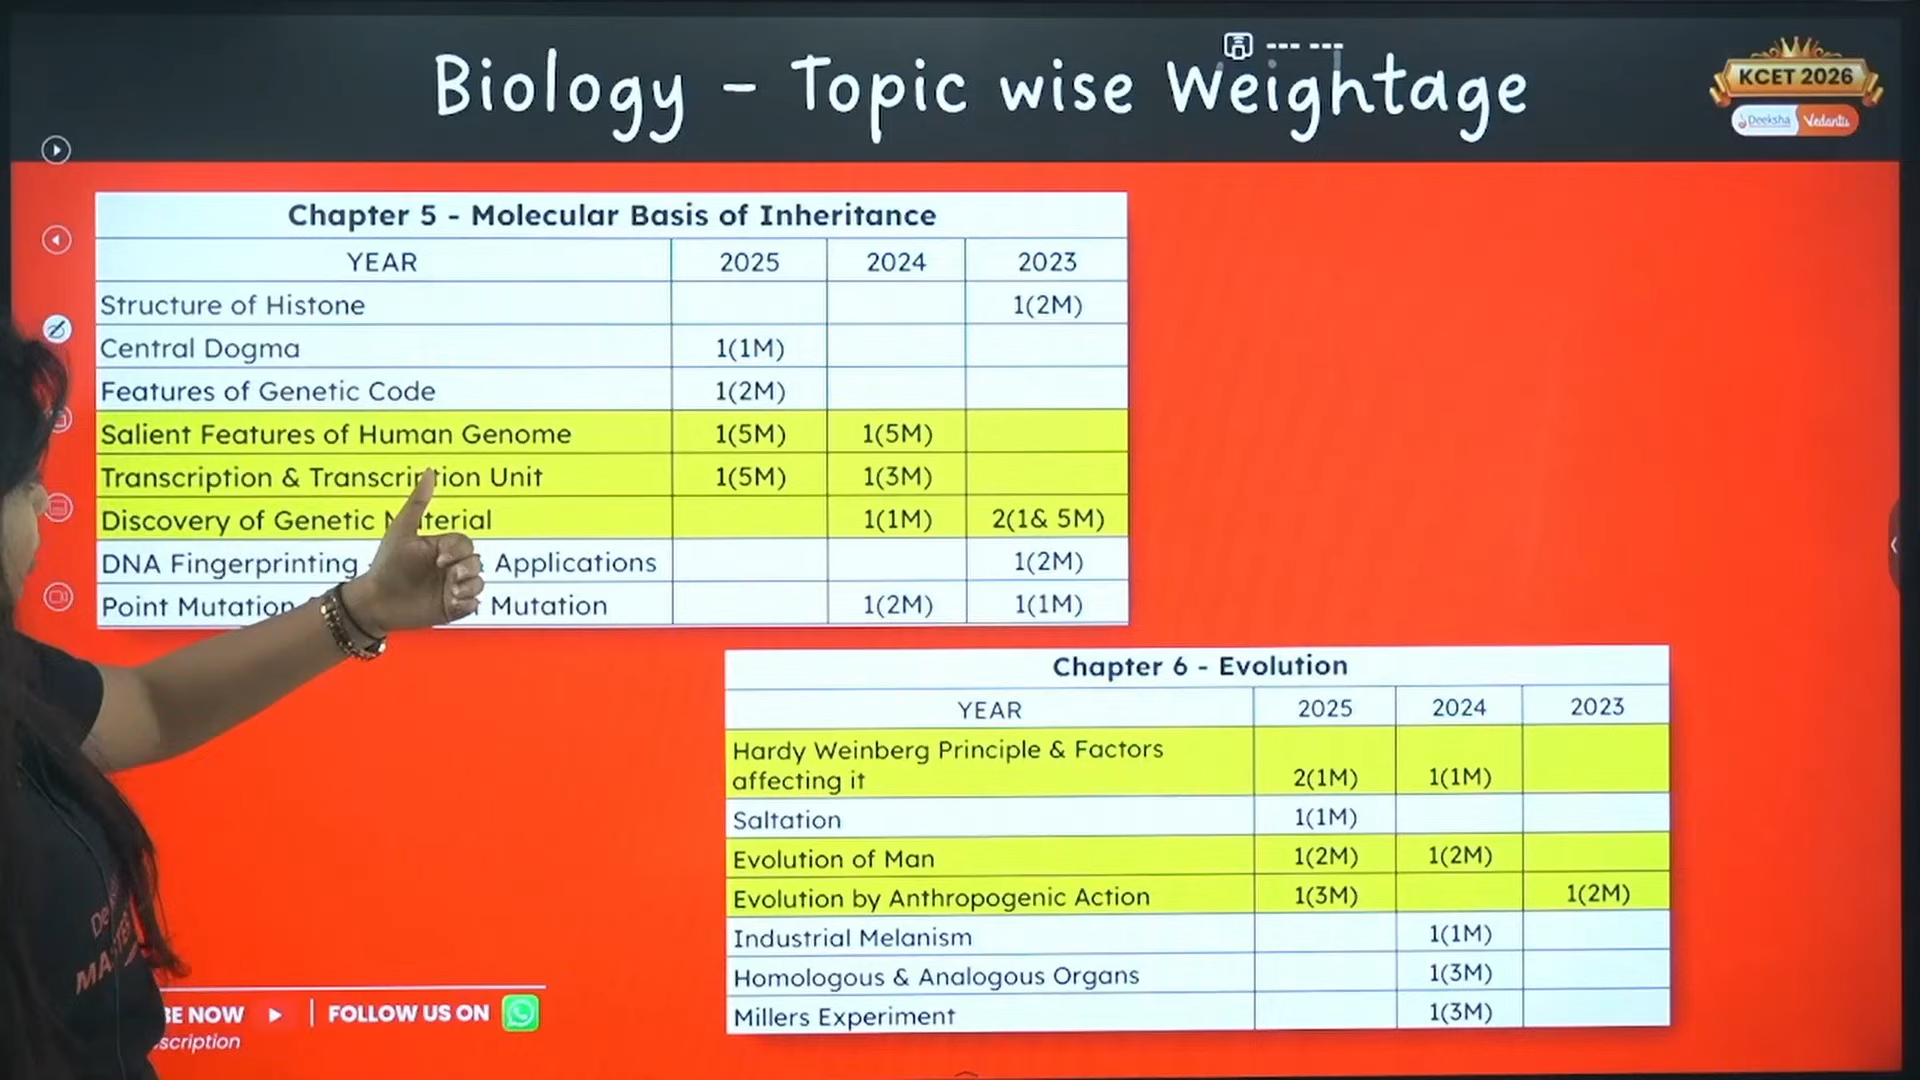 Biology - Topic wise Weightage
KCET 2026
Deeksha Vedantu
Chapter 5 - Molecular Basis of Inheritance
YEAR 2025 2024 2023
Structure of Histone 1(2M)
Central Dogma 1(1M)
Features of Genetic Code 1(2M)
Salient Features of Human Genome 1(5M) 1(5M)
Transcription & Transcription Unit 1(5M) 1(3M)
Discovery of Genetic Material 1(1M) 2(1& 5M)
DNA Fingerprinting Applications 1(2M)
Point Mutation Mutation 1(2M) 1(1M)
Chapter 6 - Evolution
YEAR 2025 2024 2023
Hardy Weinberg Principle & Factors
affecting it 2(1M) 1(1M)
Saltation 1(1M)
Evolution of Man 1(2M) 1(2M)
Evolution by Anthropogenic Action 1(3M) 1(2M)
Industrial Melanism 1(1M)
Homologous & Analogous Organs 1(3M)
Millers Experiment 1(3M)
BE NOW | FOLLOW US ON
scription